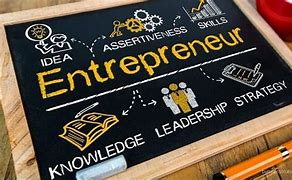 IDEA
ASSERTIVENESS
SKILLS
Entrepreneur
KNOWLEDGE
LEADERSHIP
STRATEGY